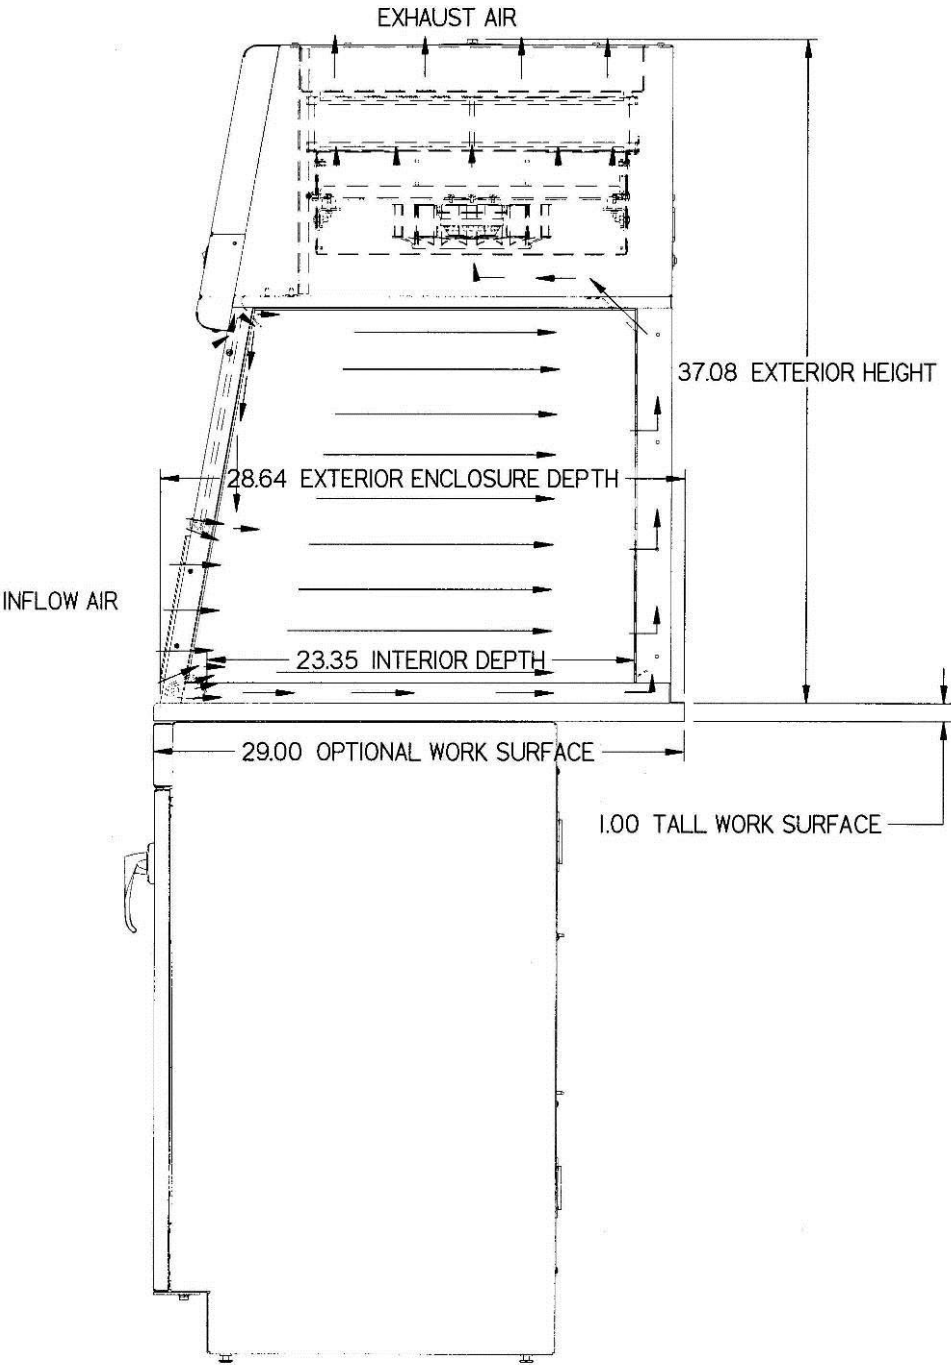 EXHAUST AIR
37.08 EXTERIOR HEIGHT
28.64 EXTERIOR ENCLOSURE DEPTH
INFLOW AIR
23.35 INTERIOR DEPTH
29.00 OPTIONAL WORK SURFACE
1.00 TALL WORK SURFACE